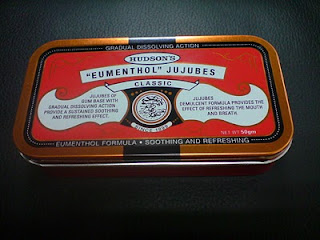 GRADUAL DISSOLVING ACTION
HUDSON'S
"EUMENTHOL" JUJUBES
CLASSIC
JUJUBES OF
GUM BASE WITH
GRADUAL DISSOLVING ACTION
PROVIDE A SUSTAINED SOOTHING
AND REFRESHING EFFECT.
JUJUBES
DEMULCENT FORMULA PROVIDES THE
EFFECT OF REFRESHING THE MOUTH
AND BREATH.
SINCE
NET WT 50gm
EUMENTHOL FORMULA • SOOTHING AND REFRESHING